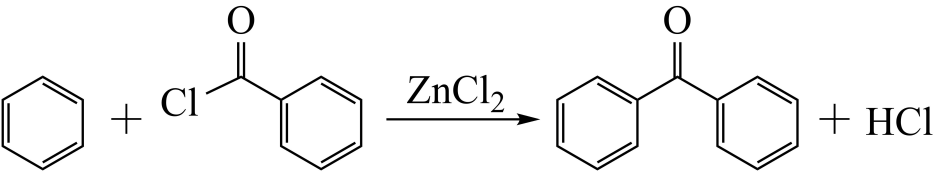 O O
+ Cl ZnCl₂ + HCl